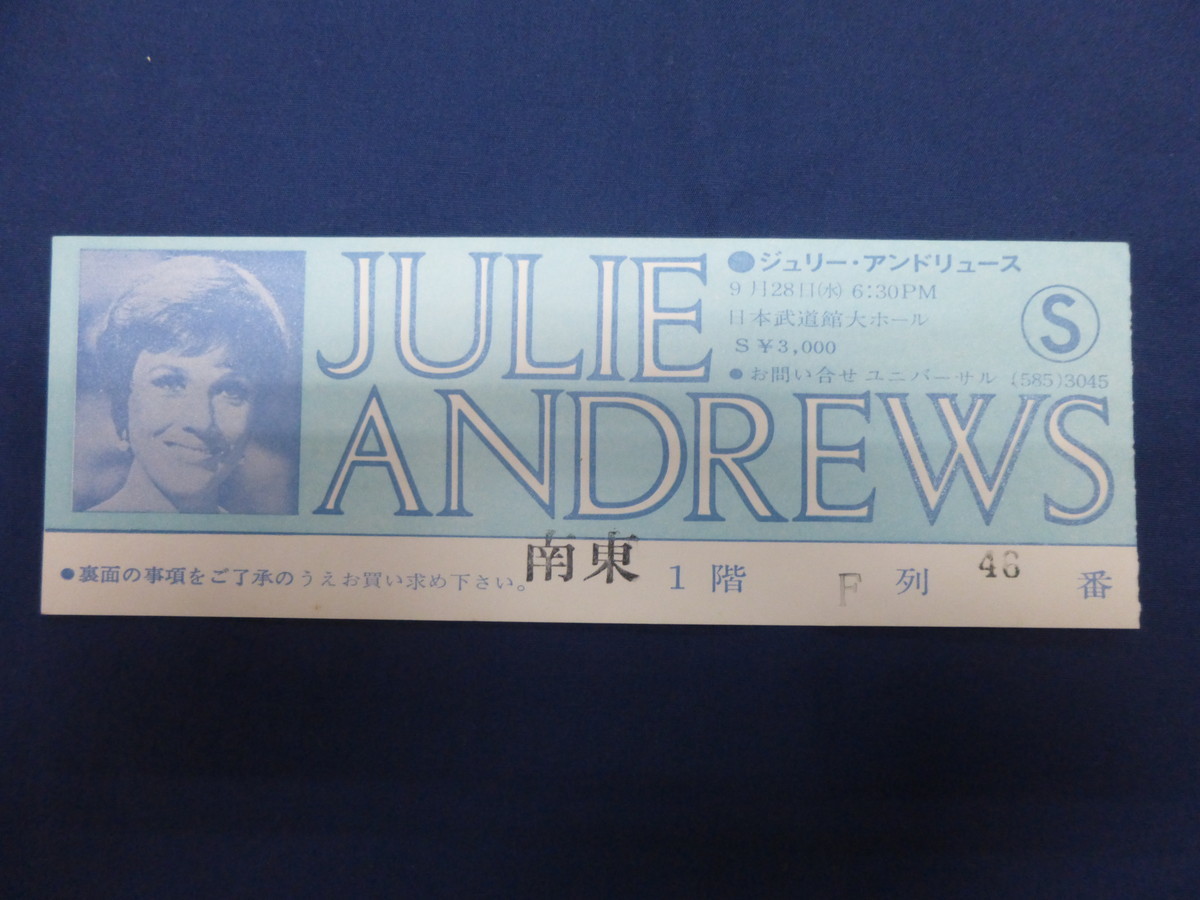 JULIE
ANDREWS
●ジュリー・アンドリュース
9月28日(水) 6:30PM
日本武道館大ホール
S ¥3,000
●お問い合せ ユニバーサル (585)3045
S
●裏面の事項をご了承のうえお買い求め下さい。
南東 1階 F列 46番